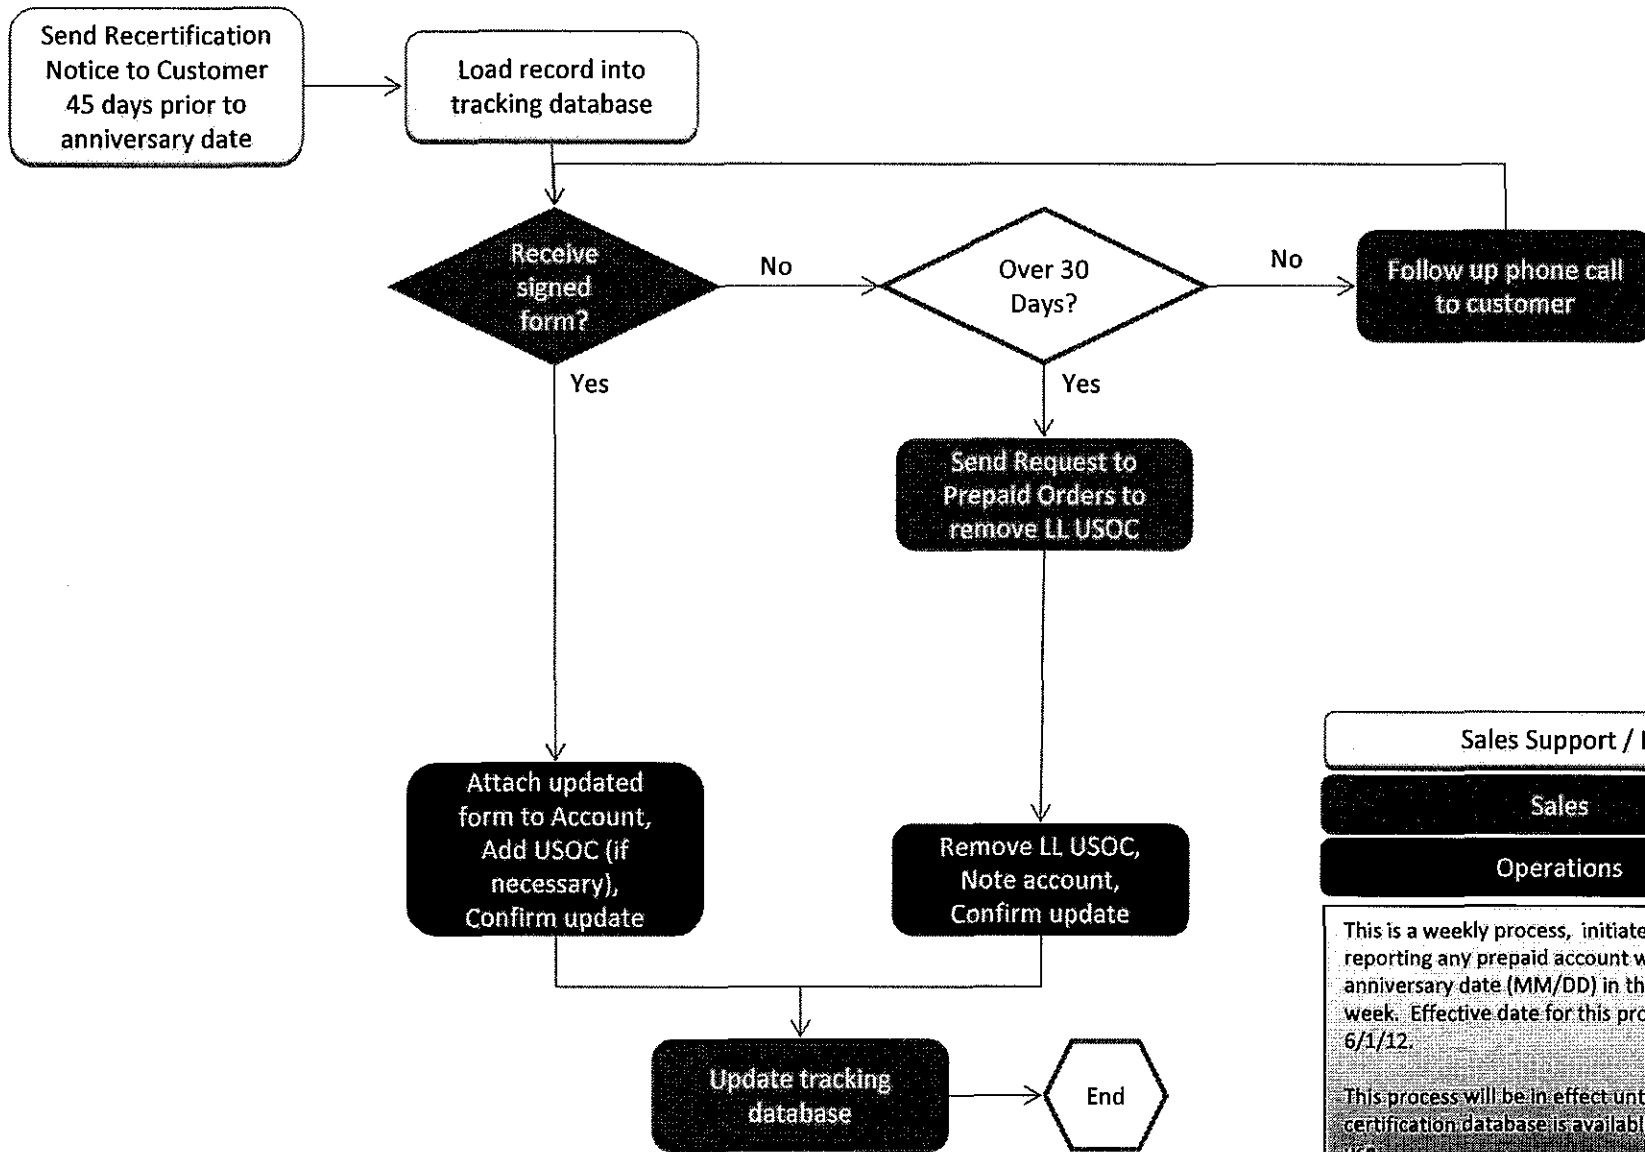 Send Recertification
Notice to Customer
45 days prior to
anniversary date
Load record into
tracking database
Receive
signed
form?
No
Over 30
Days?
No
Follow up phone call
to customer
Yes
Yes
Send Request to
Prepaid Orders to
remove LL USOC
Attach updated
form to Account,
Add USOC (if
necessary),
Confirm update
Remove LL USOC,
Note account,
Confirm update
Update tracking
database
End
Sales Support /
Sales
Operations
This is a weekly process, initiate
reporting any prepaid account w
anniversary date (MM/DD) in th
week. Effective date for this pro
6/1/12.
This process will be in effect unt
certification database is availabl